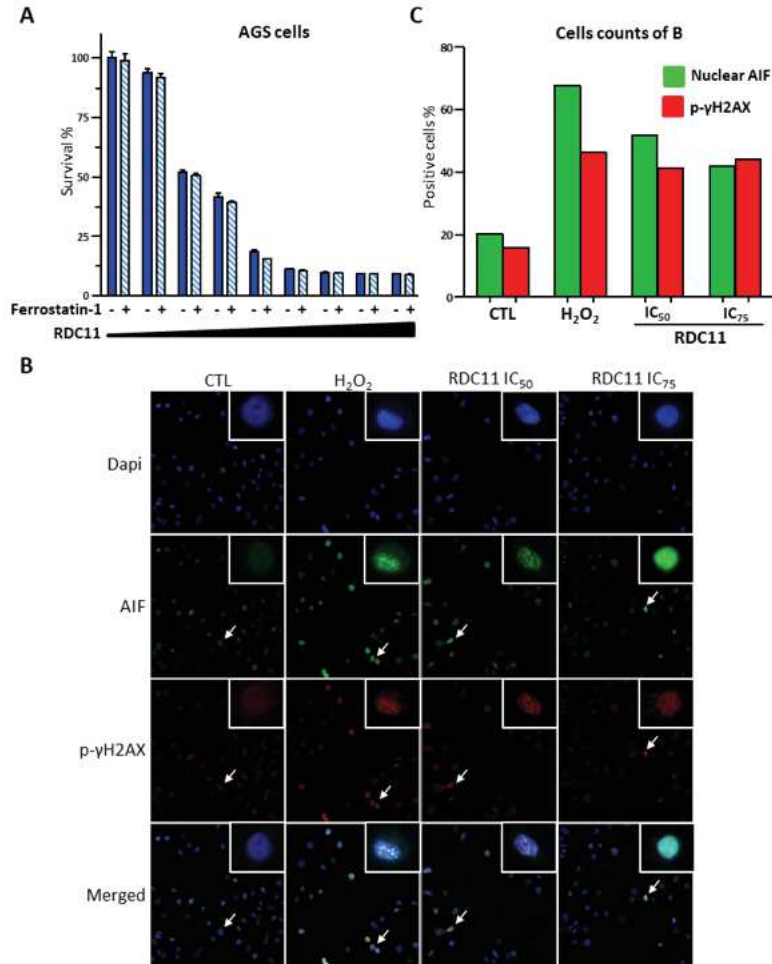 A
AGS cells
Survival %
100
75
50
25
0
Ferrostatin-1 - + - + - + - + - + - + - + - + - +
RDC11
C
Cells counts of B
Positive cells %
80
60
40
20
0
Nuclear AIF
p-γH2AX
CTL H₂O₂ IC₅₀ IC₇₅
RDC11
B
CTL H₂O₂ RDC11 IC₅₀ RDC11 IC₇₅
Dapi
AIF
p-γH2AX
Merged